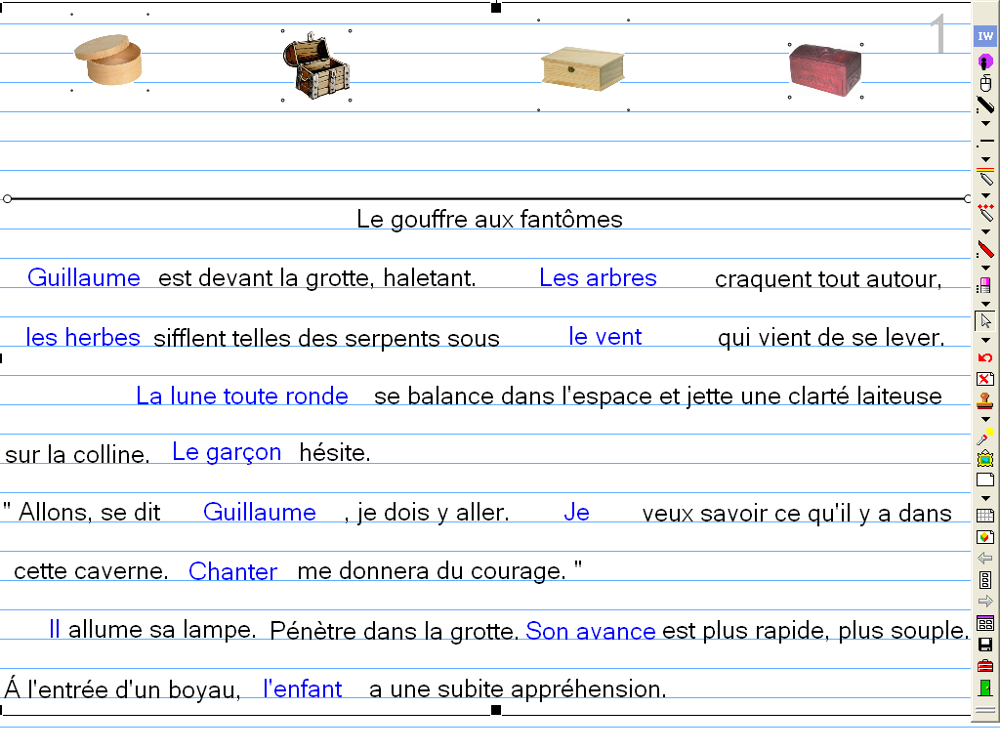 1
IW
Le gouffre aux fantômes
Guillaume est devant la grotte, haletant. Les arbres craquent tout autour,
les herbes sifflent telles des serpents sous le vent qui vient de se lever.
La lune toute ronde se balance dans l'espace et jette une clarté laiteuse
sur la colline. Le garçon hésite.
" Allons, se dit Guillaume , je dois y aller. Je veux savoir ce qu'il y a dans
cette caverne. Chanter me donnera du courage. "
Il allume sa lampe. Pénètre dans la grotte. Son avance est plus rapide, plus souple.
Á l'entrée d'un boyau, l'enfant a une subite appréhension.